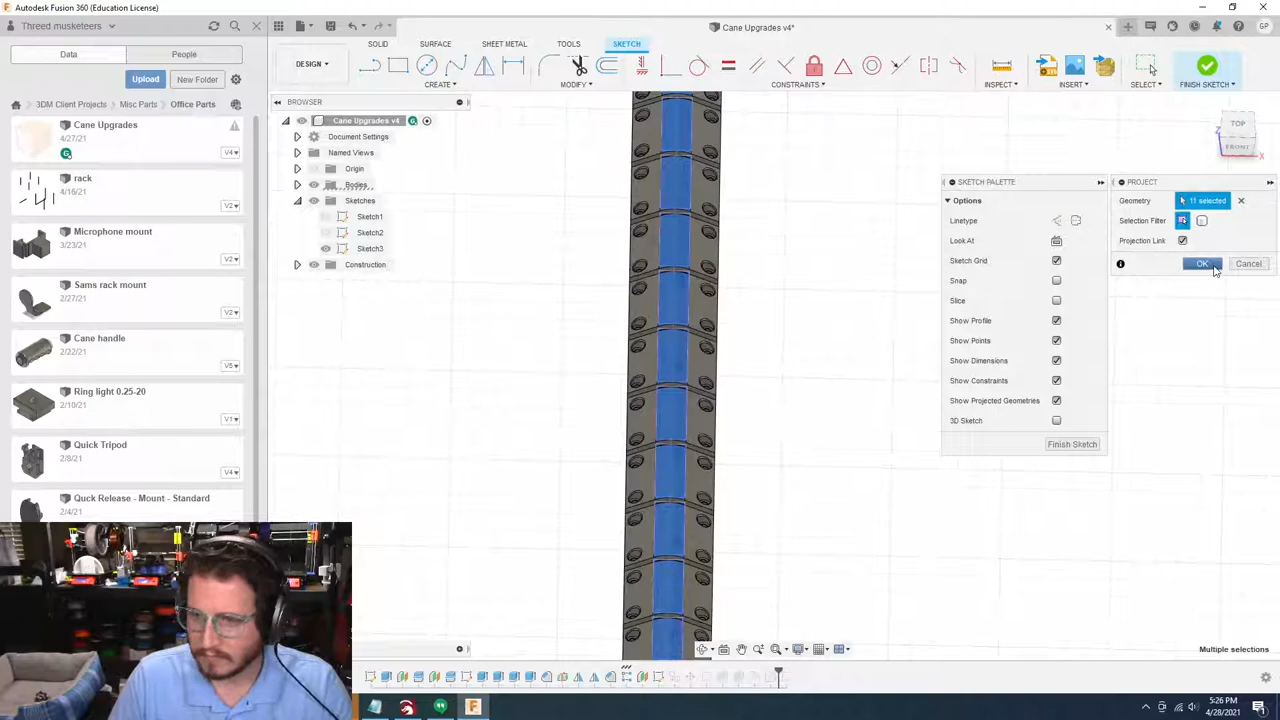 Autodesk Fusion 360 (Education License)
Threed musketeers
Cane Upgrades v4*
Data
People
Upload
New Folder
3DM Client Projects
Misc Parts
Office Parts
Cane Upgrades
4/27/21
V4
rack
4/16/21
V2
Microphone mount
3/23/21
V2
Sams rack mount
2/27/21
V2
Cane handle
2/22/21
V5
Ring light 0.25-20
2/10/21
V1
Quick Tripod
2/8/21
V4
Quck Release - Mount - Standard
2/4/21
SOLID
SURFACE
SHEET METAL
TOOLS
SKETCH
DESIGN
CREATE
MODIFY
CONSTRAINTS
INSPECT
INSERT
SELECT
FINISH SKETCH
BROWSER
Cane Upgrades v4
Document Settings
Named Views
Origin
Bodies
Sketches
Sketch1
Sketch2
Sketch3
Construction
TOP
FRONT
Z
X
SKETCH PALETTE
Options
Linetype
Look At
Sketch Grid
Snap
Slice
Show Profile
Show Points
Show Dimensions
Show Constraints
Show Projected Geometries
3D Sketch
Finish Sketch
PROJECT
Geometry
11 selected
Selection Filter
Projection Link
OK
Cancel
Multiple selections
5:26 PM
4/28/2021